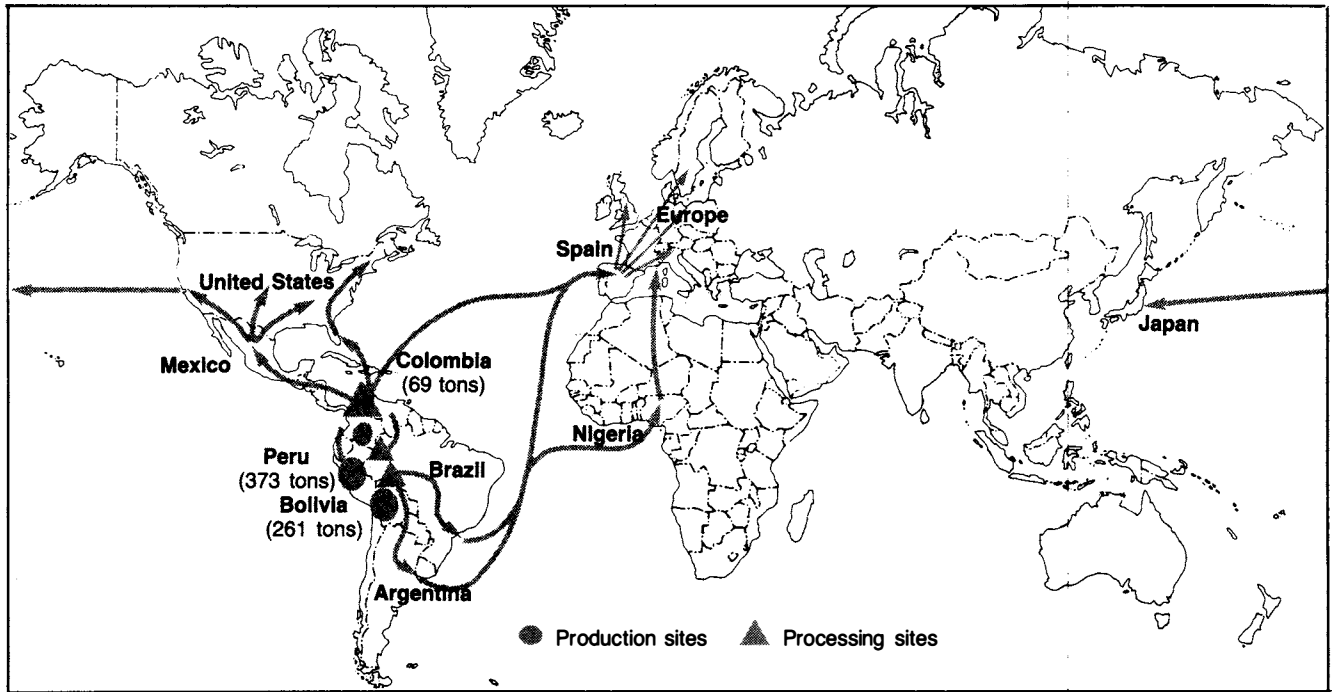 Europe
Spain
United States
Japan
Mexico
Colombia
(69 tons)
Nigeria
Peru
(373 tons)
Brazil
Bolivia
(261 tons)
Argentina
Production sites
Processing sites